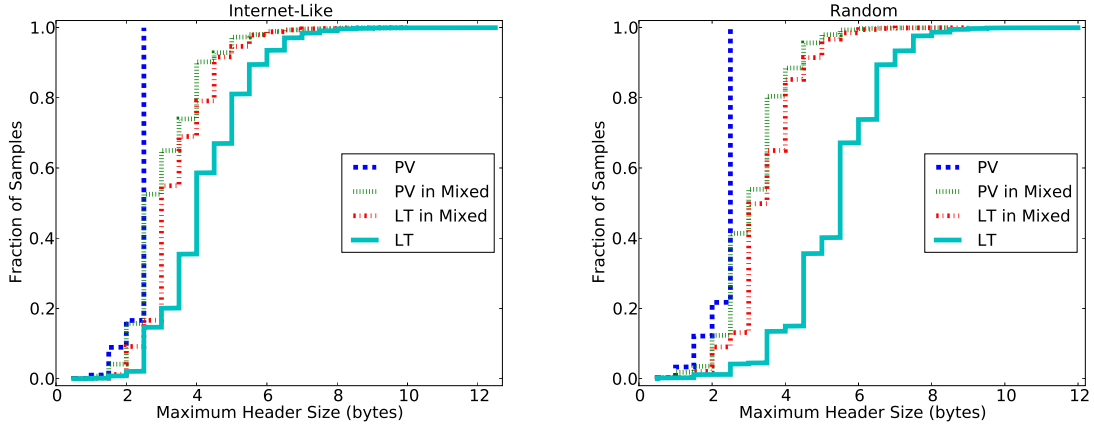 Internet-Like
1.0
0.8
0.6
0.4
0.2
0.0
Fraction of Samples
PV
PV in Mixed
LT in Mixed
LT
0 2 4 6 8 10 12
Maximum Header Size (bytes)
Random
1.0
0.8
0.6
0.4
0.2
0.0
Fraction of Samples
PV
PV in Mixed
LT in Mixed
LT
0 2 4 6 8 10 12
Maximum Header Size (bytes)